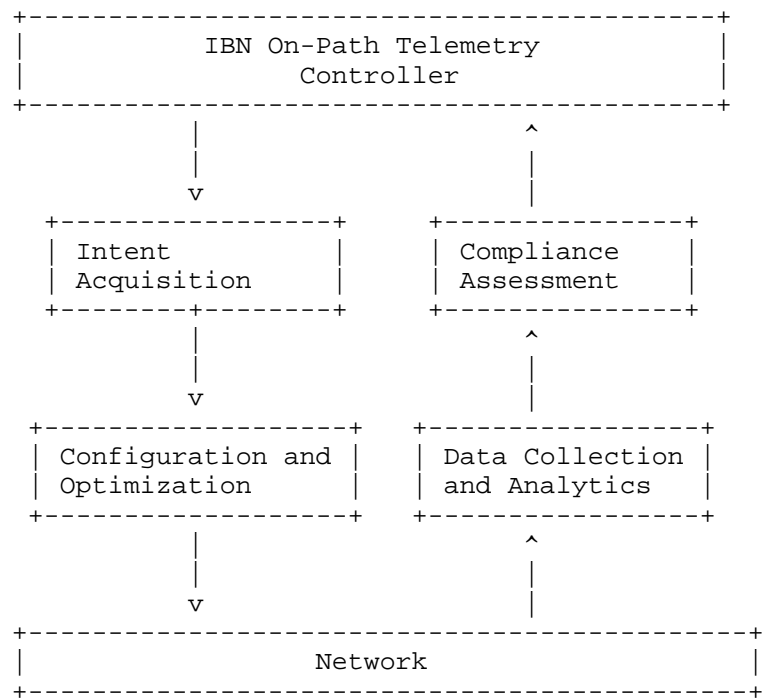 IBN On-Path Telemetry
Controller
Intent
Acquisition
Compliance
Assessment
Configuration and
Optimization
Data Collection
and Analytics
Network